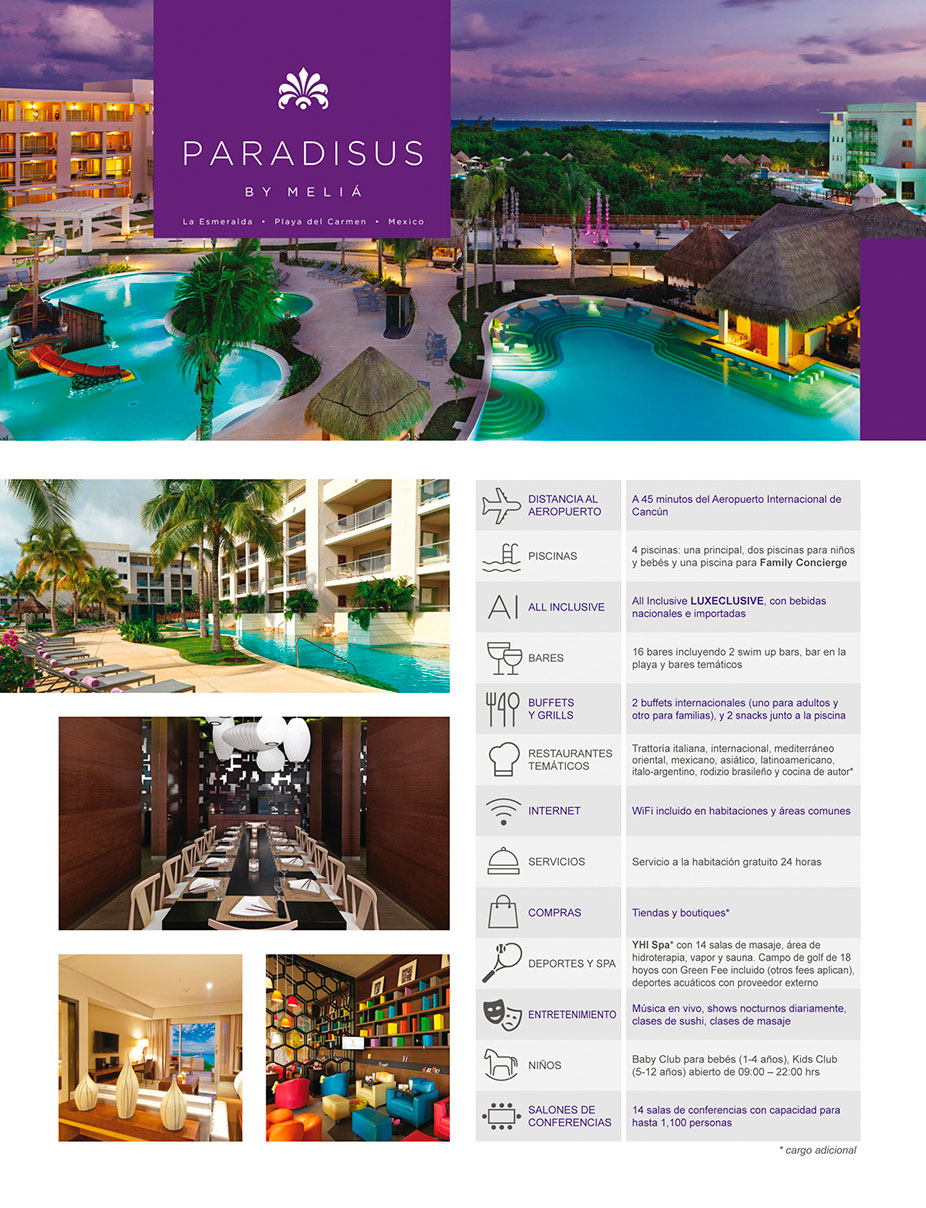 PARADISUS
BY MELIÁ
La Esmeralda • Playa del Carmen • Mexico
DISTANCIA AL
AEROPUERTO
A 45 minutos del Aeropuerto Internacional de
Cancún
PISCINAS
4 piscinas: una principal, dos piscinas para niños
y bebés y una piscina para Family Concierge
AI
ALL INCLUSIVE
All Inclusive LUXECLUSIVE, con bebidas
nacionales e importadas
BARES
16 bares incluyendo 2 swim up bars, bar en la
playa y bares temáticos
BUFFETS
Y GRILLS
2 buffets internacionales (uno para adultos y
otro para familias), y 2 snacks junto a la piscina
RESTAURANTES
TEMÁTICOS
Trattoría italiana, internacional, mediterráneo
oriental, mexicano, asiático, latinoamericano,
italo-argentino, rodizio brasileño y cocina de autor*
INTERNET
WiFi incluido en habitaciones y áreas comunes
SERVICIOS
Servicio a la habitación gratuito 24 horas
COMPRAS
Tiendas y boutiques*
DEPORTES Y SPA
YHI Spa* con 14 salas de masaje, área de
hidroterapia, vapor y sauna. Campo de golf de 18
hoyos con Green Fee incluido (otros fees aplican),
deportes acuáticos con proveedor externo
ENTRETENIMIENTO
Música en vivo, shows nocturnos diariamente,
clases de sushi, clases de masaje
NIÑOS
Baby Club para bebés (1-4 años), Kids Club
(5-12 años) abierto de 09:00 – 22:00 hrs
SALONES DE
CONFERENCIAS
14 salas de conferencias con capacidad para
hasta 1,100 personas
* cargo adicional